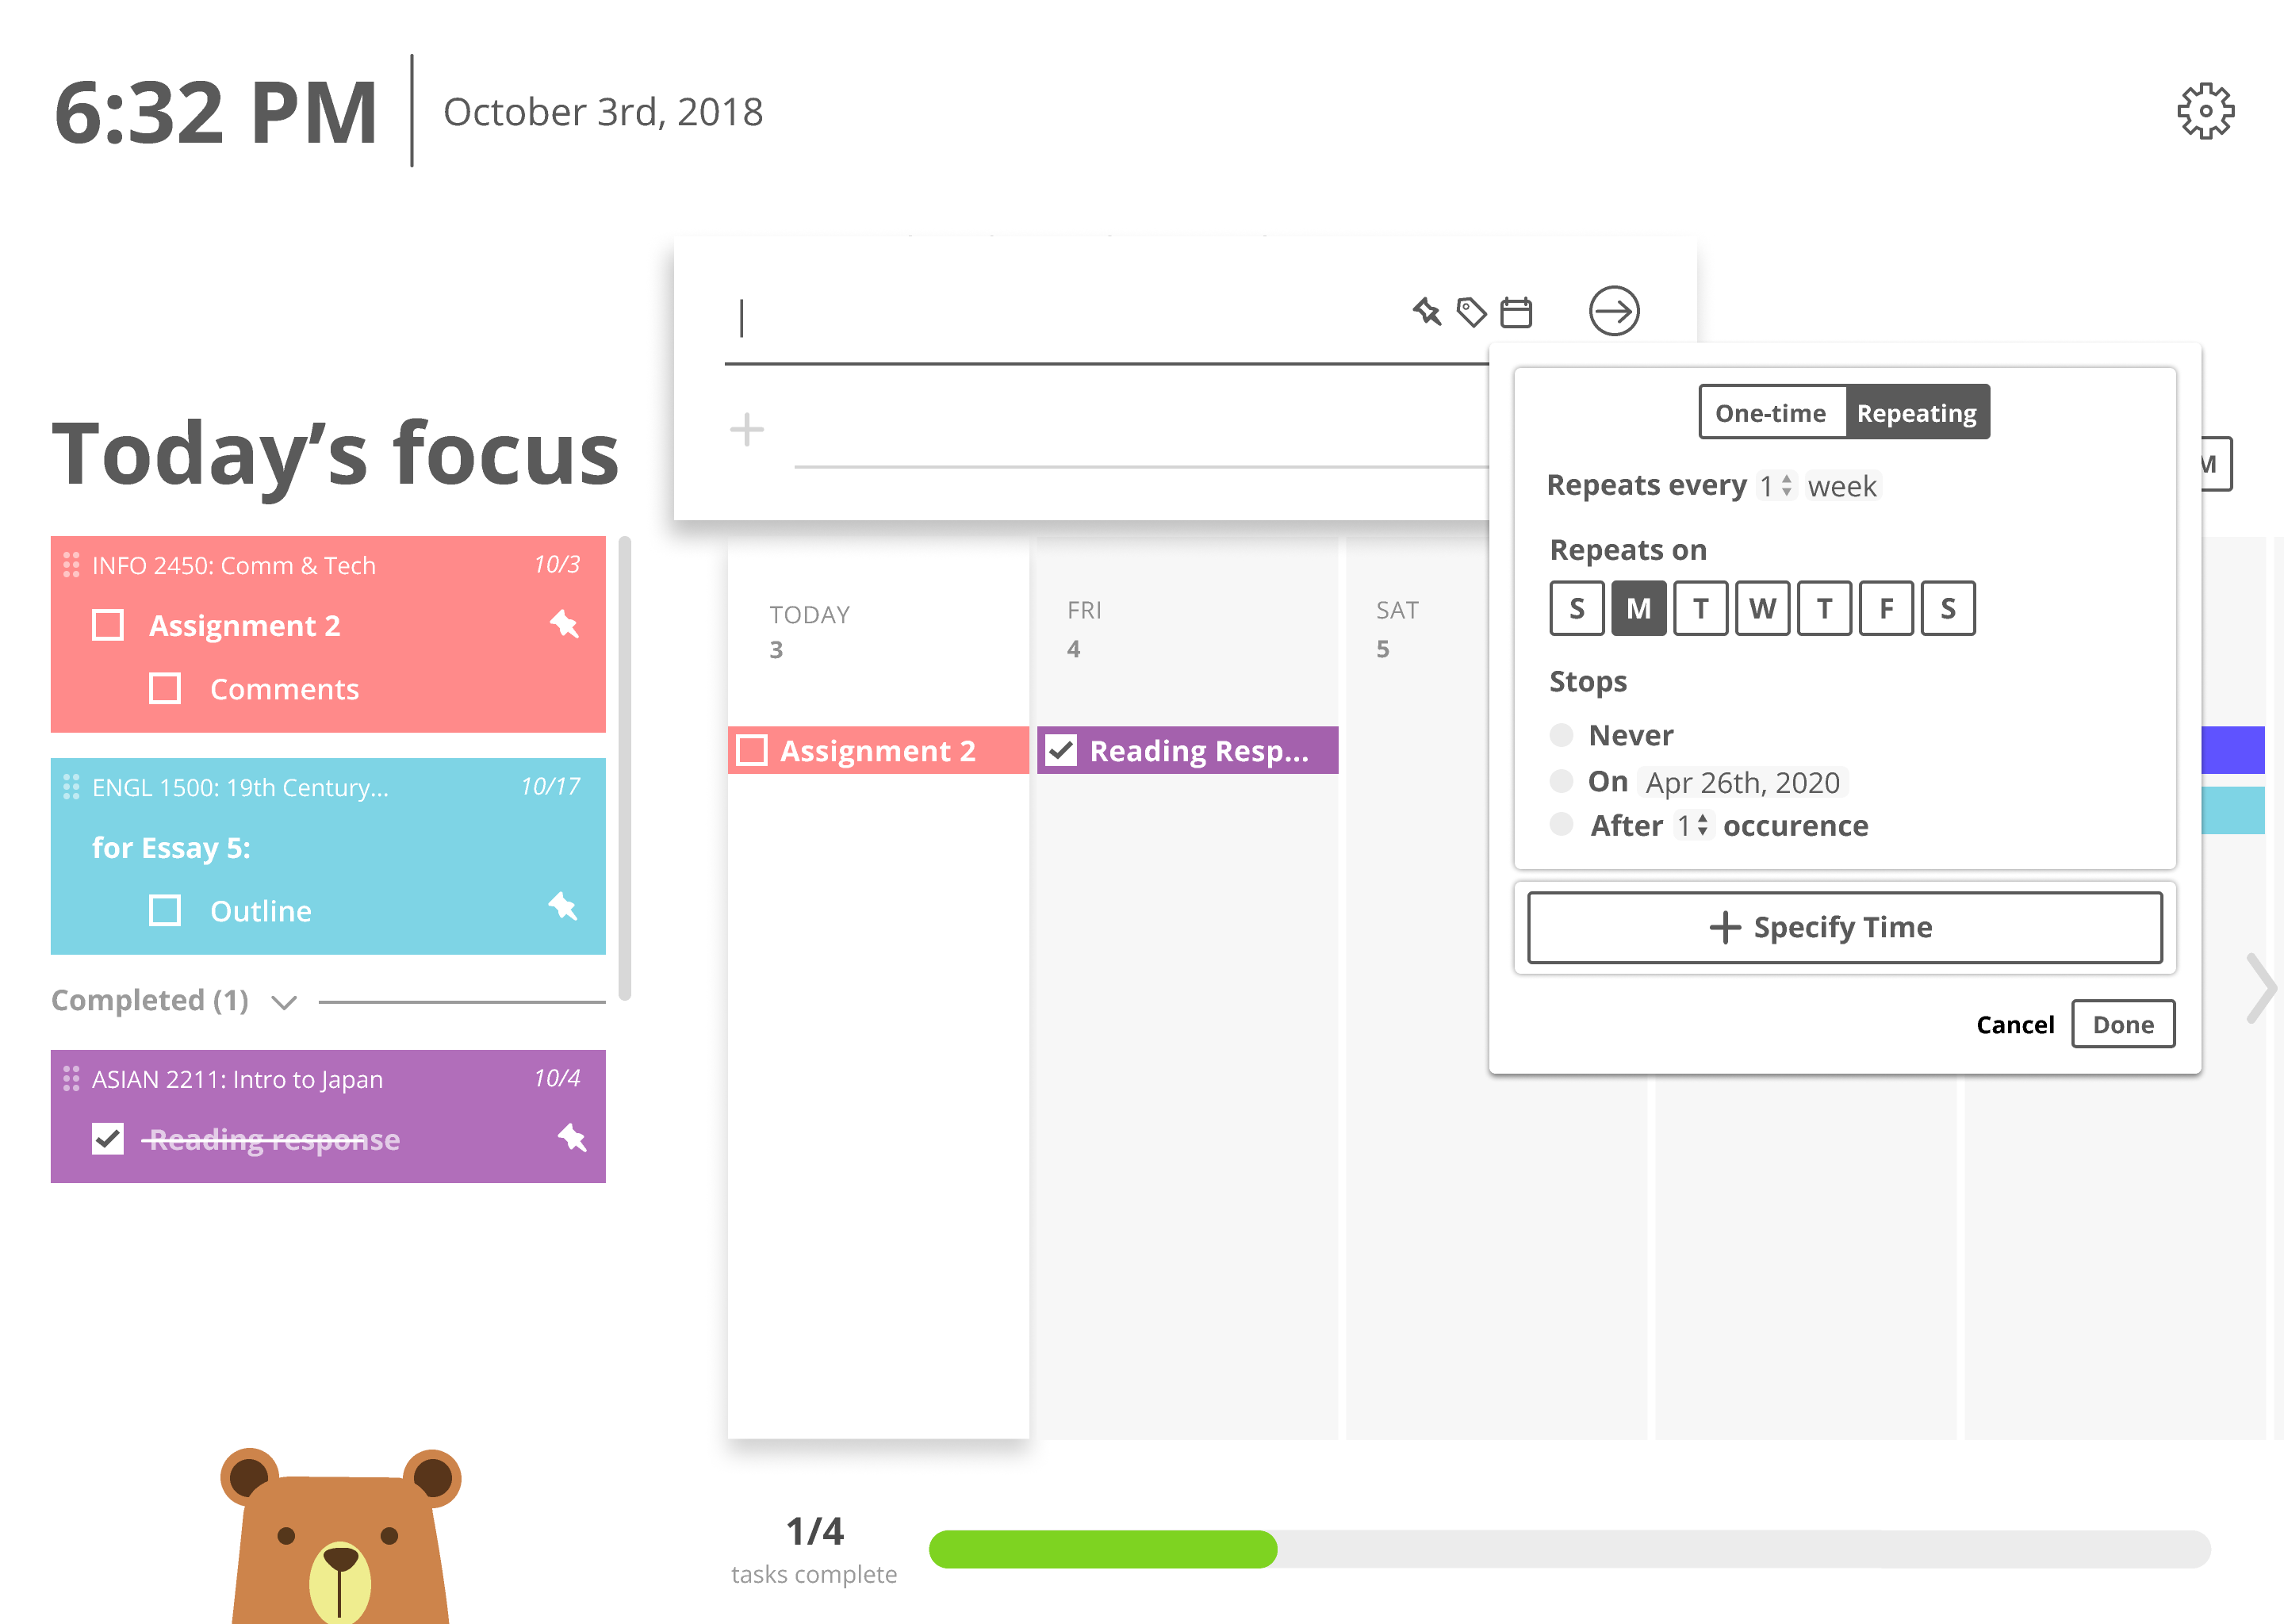 6:32 PM
October 3rd, 2018
Today’s focus
INFO 2450: Comm & Tech 10/3
Assignment 2
Comments
ENGL 1500: 19th Century... 10/17
for Essay 5:
Outline
Completed (1)
ASIAN 2211: Intro to Japan 10/4
Reading response
TODAY
3
FRI
4
SAT
5
Assignment 2
Reading Resp...
One-time Repeating
Repeats every 1 week
Repeats on
S M T W T F S
Stops
Never
On Apr 26th, 2020
After 1 occurence
Specify Time
Cancel Done
1/4
tasks complete